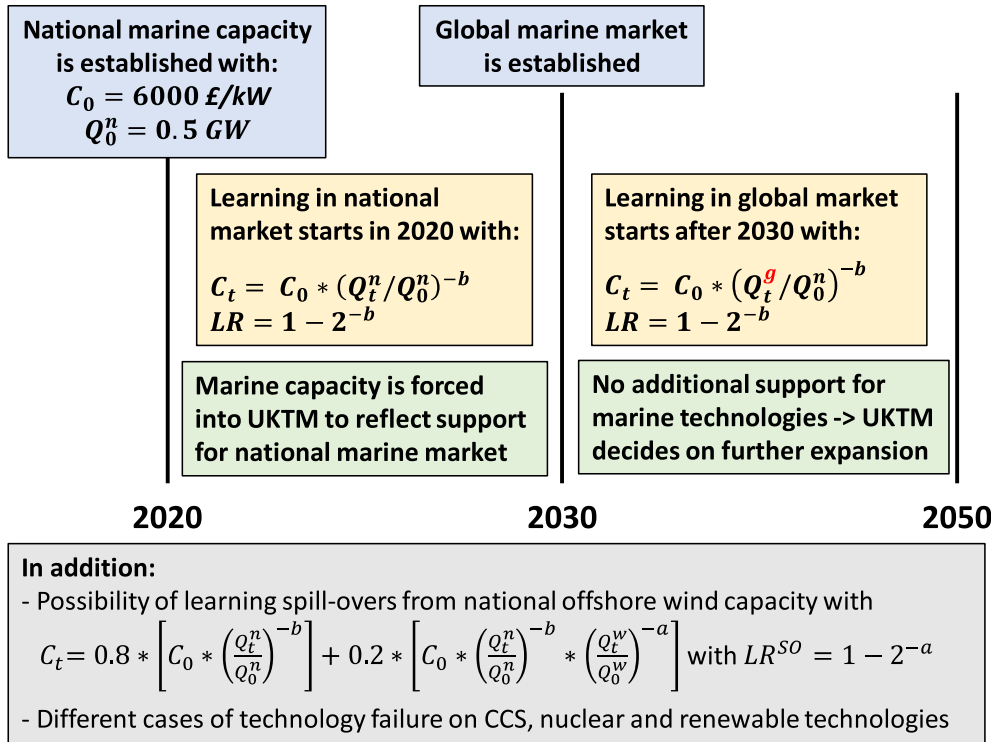 National marine capacity
is established with:
C₀ = 6000 £/kW
Q₀ⁿ = 0.5 GW
Global marine market
is established
Learning in national
market starts in 2020 with:
Cₜ = C₀ * (Qₜⁿ/Q₀ⁿ)⁻ᵇ
LR = 1 − 2⁻ᵇ
Learning in global market
starts after 2030 with:
Cₜ = C₀ * (Qₜᵍ/Q₀ⁿ)⁻ᵇ
LR = 1 − 2⁻ᵇ
Marine capacity is forced
into UKTM to reflect support
for national marine market
No additional support for
marine technologies -> UKTM
decides on further expansion
2020 2030 2050
In addition:
- Possibility of learning spill-overs from national offshore wind capacity with
Cₜ = 0.8 * [C₀ * (Qₜⁿ/Q₀ⁿ)⁻ᵇ] + 0.2 * [C₀ * (Qₜⁿ/Q₀ⁿ)⁻ᵇ * (Qₜʷ/Q₀ʷ)⁻ᵃ] with LRˢᴼ = 1 − 2⁻ᵃ
- Different cases of technology failure on CCS, nuclear and renewable technologies